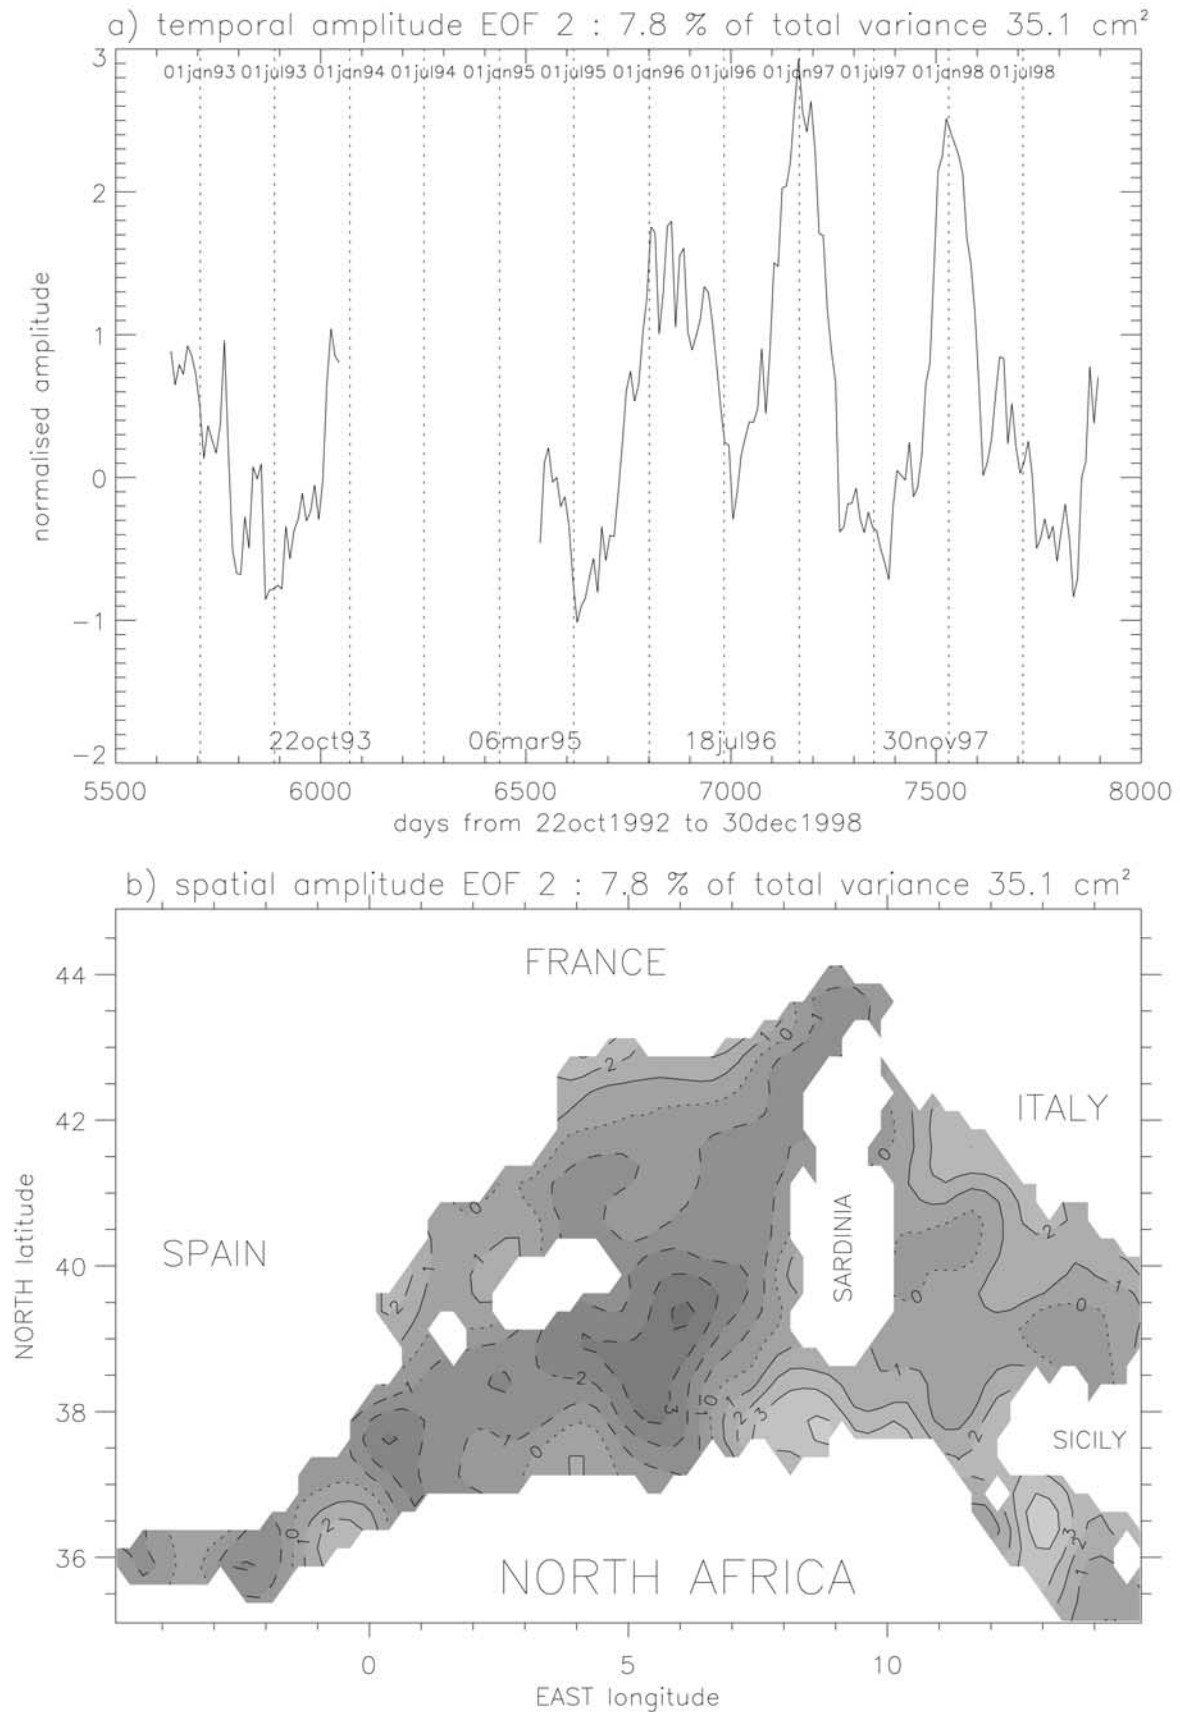 a) temporal amplitude EOF 2 : 7.8 % of total variance 35.1 cm²
3
01jan93 01jul93 01jan94 01jul94 01jan95 01jul95 01jan96 01jul96 01jan97 01jul97 01jan98 01jul98
2
1
0
−1
−2
normalised amplitude
22oct93 06mar95 18jul96 30nov97
5500 6000 6500 7000 7500 8000
days from 22oct1992 to 30dec1998
b) spatial amplitude EOF 2 : 7.8 % of total variance 35.1 cm²
FRANCE
44
42
40
38
36
NORTH latitude
ITALY
SPAIN
SARDINIA
SICILY
NORTH AFRICA
0 5 10
EAST longitude